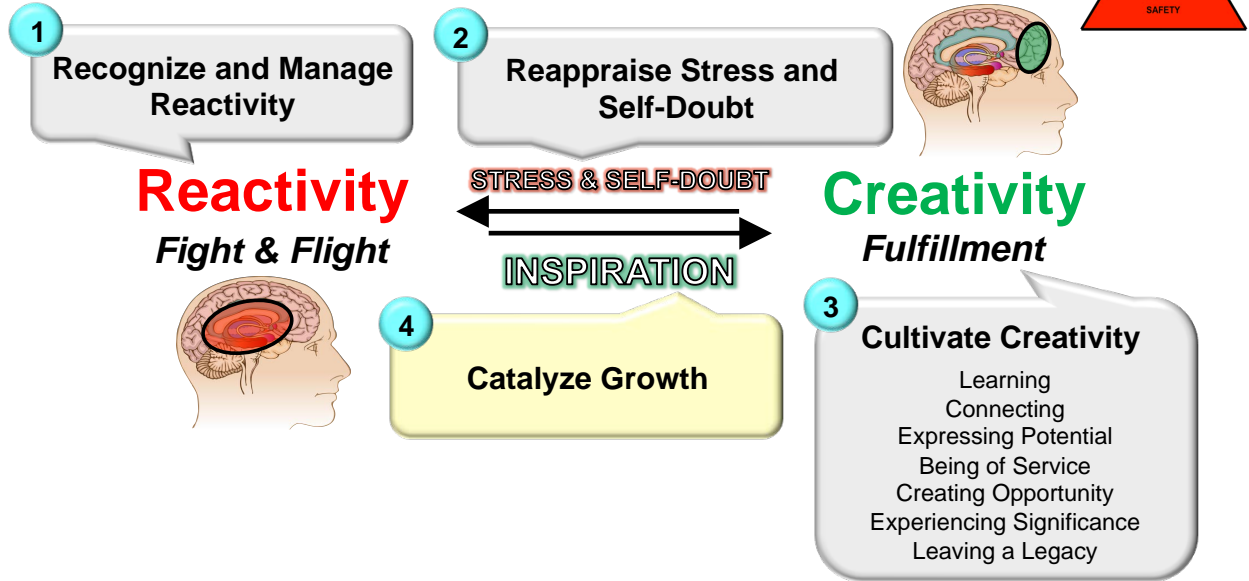 SAFETY
1
Recognize and Manage
Reactivity
2
Reappraise Stress and
Self-Doubt
Reactivity
Fight & Flight
STRESS & SELF-DOUBT
INSPIRATION
Creativity
Fulfillment
4
Catalyze Growth
3
Cultivate Creativity
Learning
Connecting
Expressing Potential
Being of Service
Creating Opportunity
Experiencing Significance
Leaving a Legacy